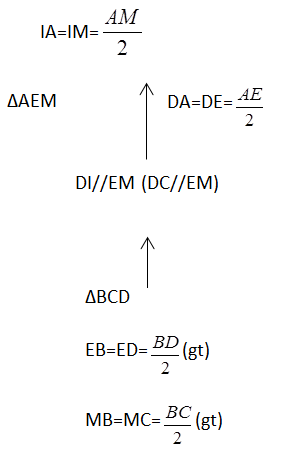 IA=IM=AM/2
ΔAEM DA=DE=AE/2
DI//EM (DC//EM)
ΔBCD
EB=ED=BD/2(gt)
MB=MC=BC/2(gt)